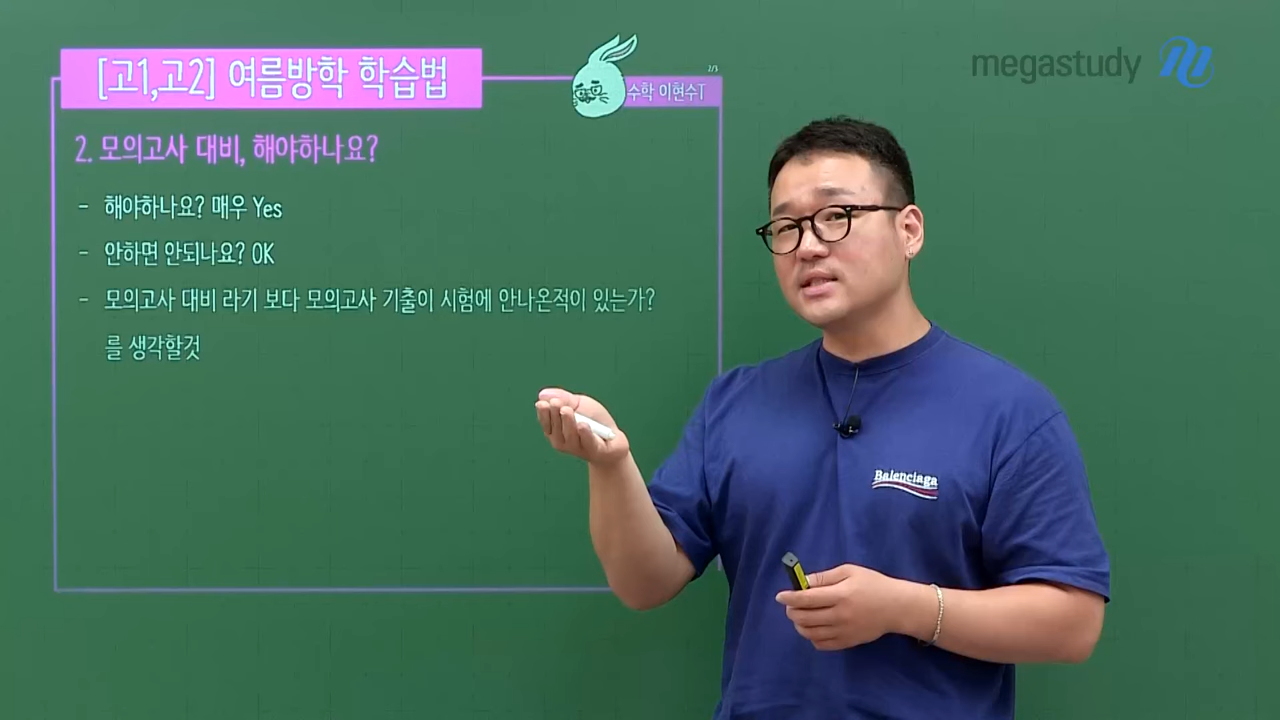 [고1,고2] 여름방학 학습법
2/3
수학 이현수T
megastudy
2. 모의고사 대비, 해야하나요?
- 해야하나요? 매우 Yes
- 안하면 안되나요? OK
- 모의고사 대비 라기 보다 모의고사 기출이 시험에 안나온적이 있는가?
를 생각할것
Balenciaga